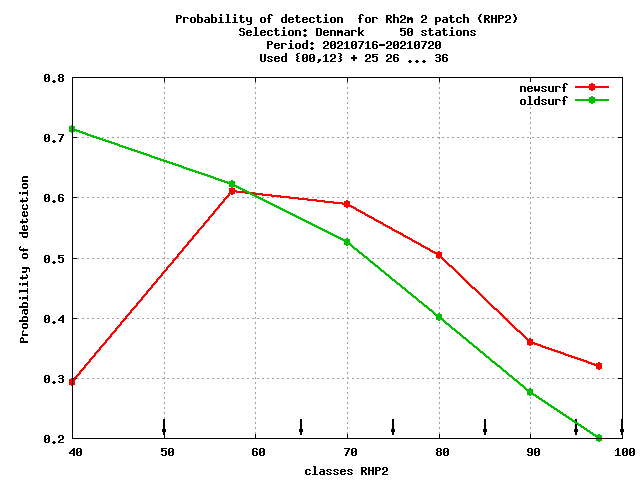 Probability of detection  for Rh2m 2 patch (RHP2)
Selection: Denmark     50 stations
Period: 20210716-20210720
Used {00,12} + 25 26 ... 36
newsurf
oldsurf
0.8
0.7
0.6
0.5
0.4
0.3
0.2
Probability of detection
40 50 60 70 80 90 100
classes RHP2